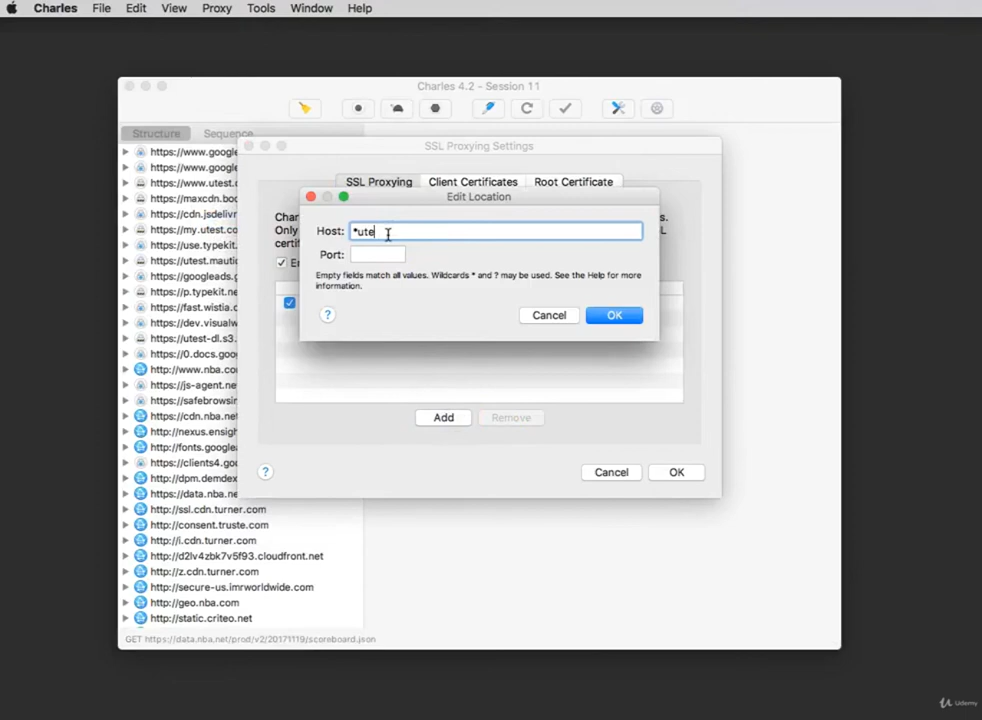 Charles File Edit View Proxy Tools Window Help
Charles 4.2 - Session 11
Structure Sequence
SSL Proxying Settings
SSL Proxying Client Certificates Root Certificate
Edit Location
Host: *ute
Port:
Empty fields match all values. Wildcards * and ? may be used. See the Help for more
information.
? Cancel OK
Add Remove
? Cancel OK
https://www.google
https://www.google
https://www.utest.
https://maxcdn.boo
https://cdn.jsdelivr
https://my.utest.co
https://use.typekit.
https://utest.mautic
https://googleads.
https://p.typekit.ne
https://fast.wistia.c
https://dev.visualw
https://utest-dl.s3.
https://0.docs.goo
http://www.nba.co
https://js-agent.ne
https://safebrowsin
https://cdn.nba.net
http://nexus.ensigh
http://fonts.googlea
https://clients4.goo
http://dpm.demdex
https://data.nba.ne
http://ssl.cdn.turner.com
http://consent.truste.com
http://i.cdn.turner.com
http://d2lv4zbk7v5f93.cloudfront.net
http://z.cdn.turner.com
http://secure-us.imrworldwide.com
http://geo.nba.com
http://static.criteo.net
GET https://data.nba.net/prod/v2/20171119/scoreboard.json
Udemy